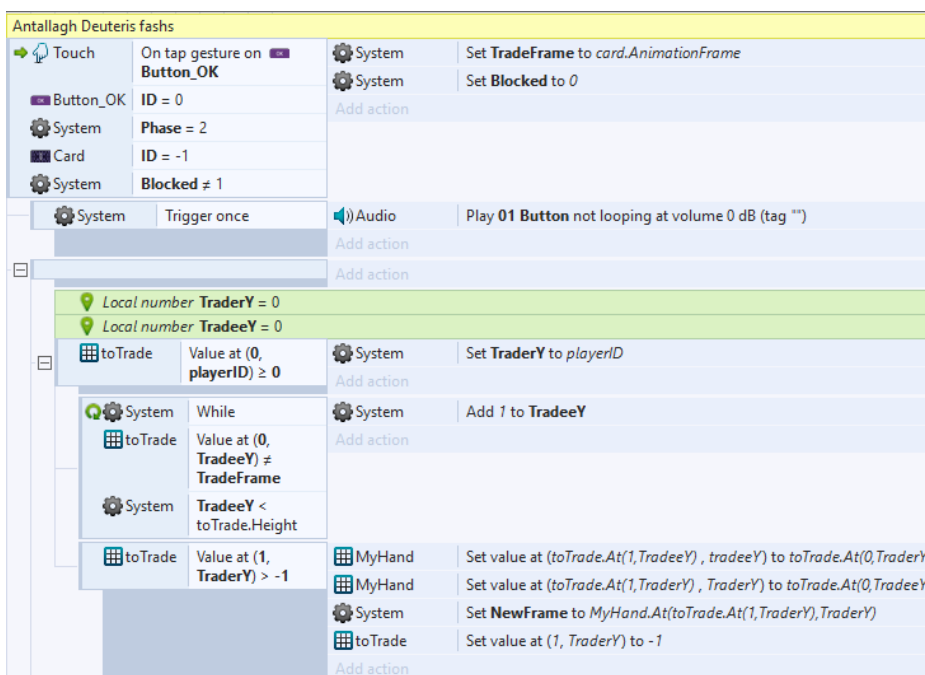 Antallagh Deuteris fashs
Touch On tap gesture on Button_OK System Set TradeFrame to card.AnimationFrame
System Set Blocked to 0
Button_OK ID = 0 Add action
System Phase = 2
Card ID = -1
System Blocked ≠ 1
System Trigger once Audio Play 01 Button not looping at volume 0 dB (tag "")
Add action
Add action
Local number TraderY = 0
Local number TradeeY = 0
toTrade Value at (0, playerID) ≥ 0 System Set TraderY to playerID
Add action
System While System Add 1 to TradeeY
toTrade Value at (0, TradeeY) ≠ TradeFrame Add action
System TradeeY < toTrade.Height
toTrade Value at (1, TraderY) > -1 MyHand Set value at (toTrade.At(1,TradeeY) , tradeeY) to toTrade.At(0,TraderY
MyHand Set value at (toTrade.At(1,TraderY) , TraderY) to toTrade.At(0,TradeeY
System Set NewFrame to MyHand.At(toTrade.At(1,TraderY),TraderY)
toTrade Set value at (1, TraderY) to -1
Add action